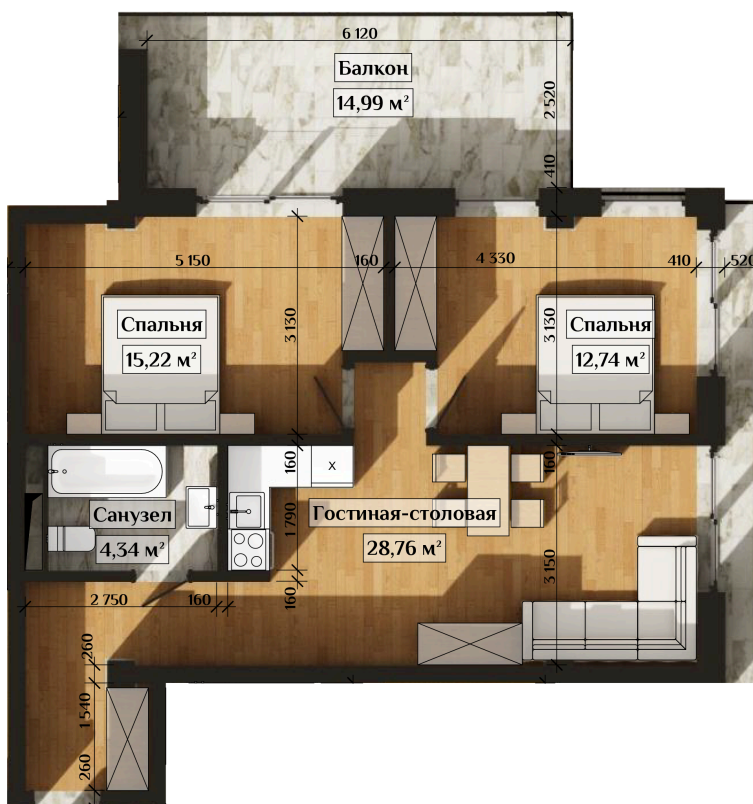 6 120
Балкон
14,99 м²
2 520
410
5 150
160
4 330
410
520
3 130
3 130
Спальня
15,22 м²
Спальня
12,74 м²
160
X
160
Санузел
4,34 м²
1 790
Гостиная-столовая
28,76 м²
3 150
2 750
160
160
260
1 540
260